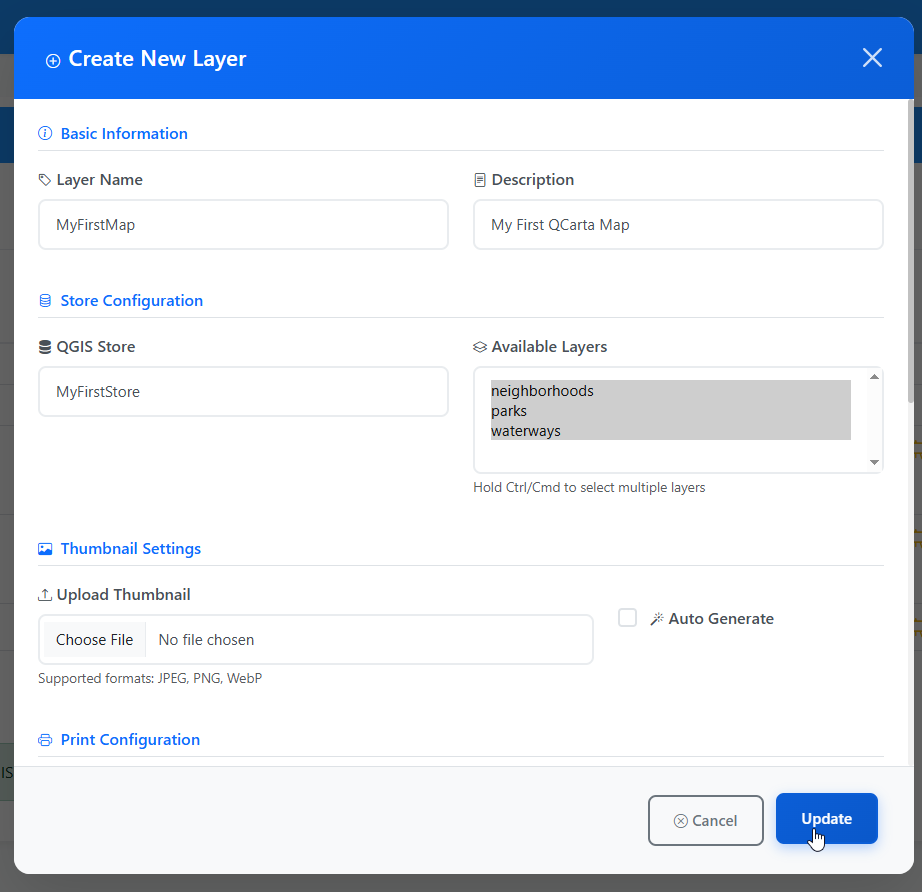 Create New Layer
Basic Information
Layer Name
Description
MyFirstMap
My First QCarta Map
Store Configuration
QGIS Store
Available Layers
MyFirstStore
neighborhoods
parks
waterways
Hold Ctrl/Cmd to select multiple layers
Thumbnail Settings
Upload Thumbnail
Choose File No file chosen
Auto Generate
Supported formats: JPEG, PNG, WebP
Print Configuration
IS
Cancel
Update